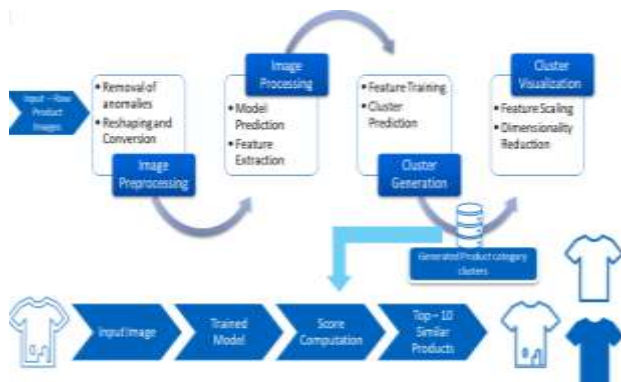 Input – Raw
Product
Images
• Removal of
anomalies
• Reshaping and
Conversion
Image
Preprocessing
Image
Processing
• Model
Prediction
• Feature
Extraction
• Feature Training
• Cluster
Prediction
Cluster
Generation
Cluster
Visualization
• Feature Scaling
• Dimensionality
Reduction
Generated Product category
clusters
Input Image
Trained
Model
Score
Computation
Top – 10
Similar
Products